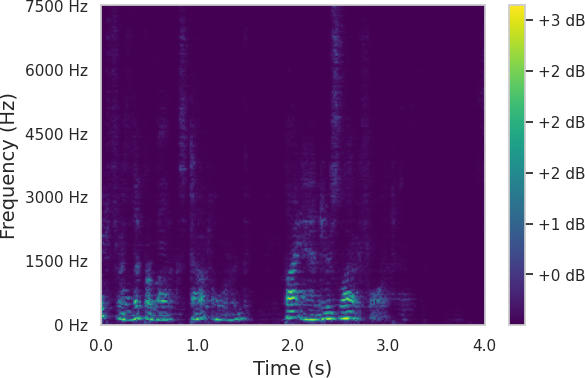 7500 Hz
6000 Hz
4500 Hz
3000 Hz
1500 Hz
0 Hz
Frequency (Hz)
0.0 1.0 2.0 3.0 4.0
Time (s)
+3 dB
+2 dB
+2 dB
+2 dB
+1 dB
+0 dB